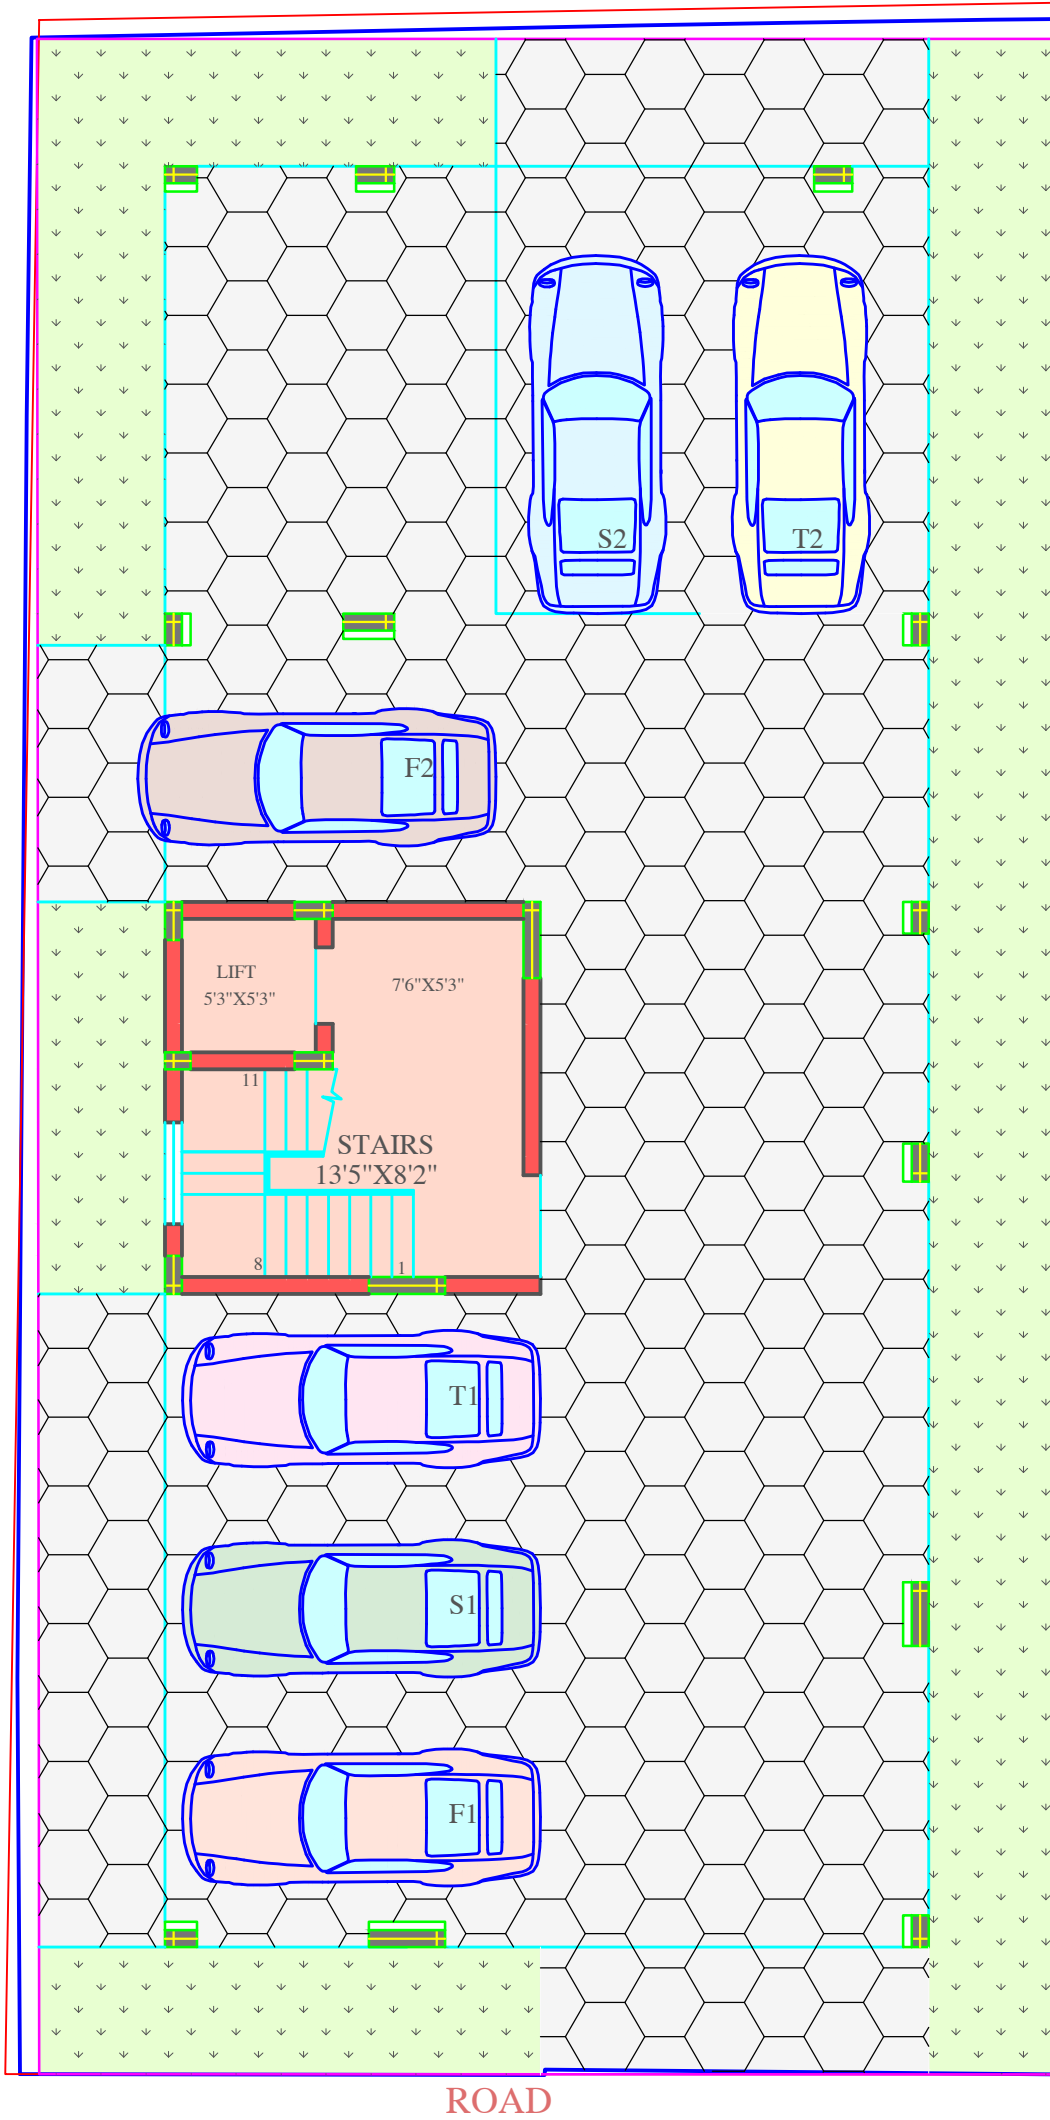 S2
T2
F2
LIFT
5'3"X5'3"
7'6"X5'3"
11
STAIRS
13'5"X8'2"
8
1
T1
S1
F1
ROAD